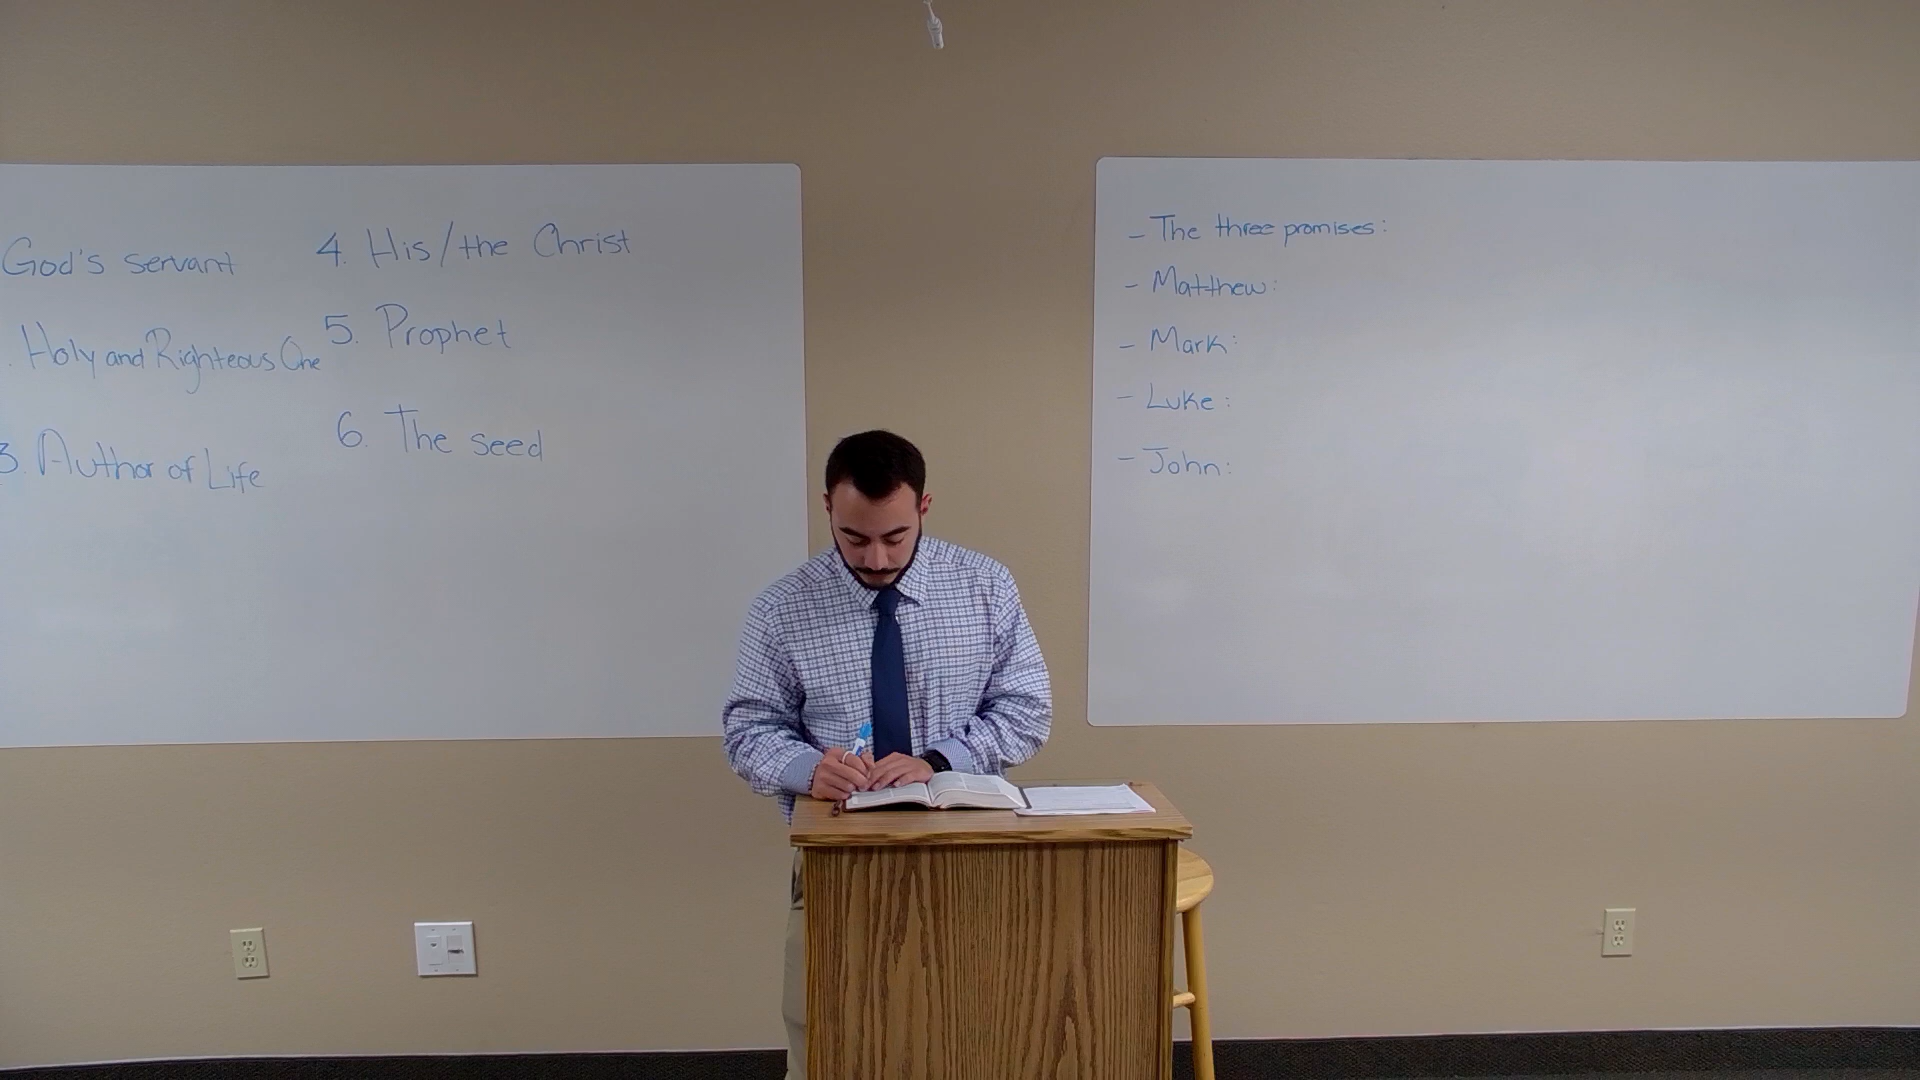 God's servant
Holy and Righteous One
3. Author of Life
4. His/the Christ
5. Prophet
6. The seed
- The three promises:
- Matthew:
- Mark:
- Luke:
- John: